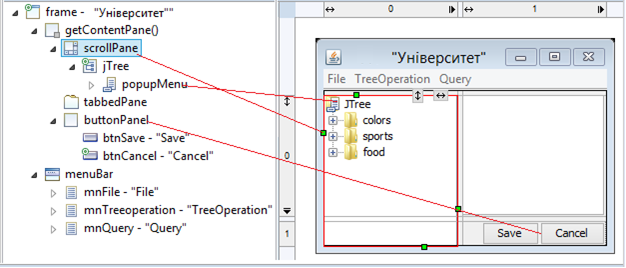 frame - "Університет""
getContentPane()
scrollPane
jTree
popupMenu
tabbedPane
buttonPanel
btnSave - "Save"
btnCancel - "Cancel"
menuBar
mnFile - "File"
mnTreeoperation - "TreeOperation"
mnQuery - "Query"
0 1
"Університет"
File TreeOperation Query
JTree
colors
sports
food
0
Save Cancel
1